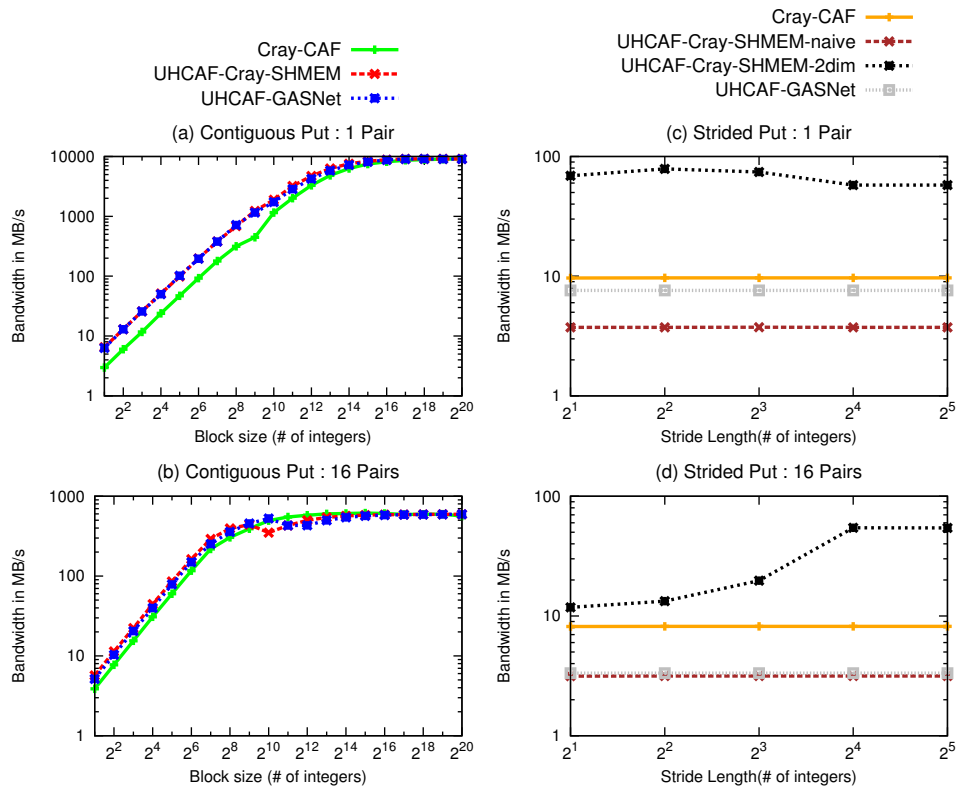 Cray-CAF
UHCAF-Cray-SHMEM
UHCAF-GASNet
Cray-CAF
UHCAF-Cray-SHMEM-naive
UHCAF-Cray-SHMEM-2dim
UHCAF-GASNet
(a) Contiguous Put : 1 Pair
Bandwidth in MB/s
10000
1000
100
10
1
2^2 2^4 2^6 2^8 2^10 2^12 2^14 2^16 2^18 2^20
Block size (# of integers)
(c) Strided Put : 1 Pair
Bandwidth in MB/s
100
10
1
2^1 2^2 2^3 2^4 2^5
Stride Length(# of integers)
(b) Contiguous Put : 16 Pairs
Bandwidth in MB/s
1000
100
10
1
2^2 2^4 2^6 2^8 2^10 2^12 2^14 2^16 2^18 2^20
Block size (# of integers)
(d) Strided Put : 16 Pairs
Bandwidth in MB/s
100
10
1
2^1 2^2 2^3 2^4 2^5
Stride Length(# of integers)